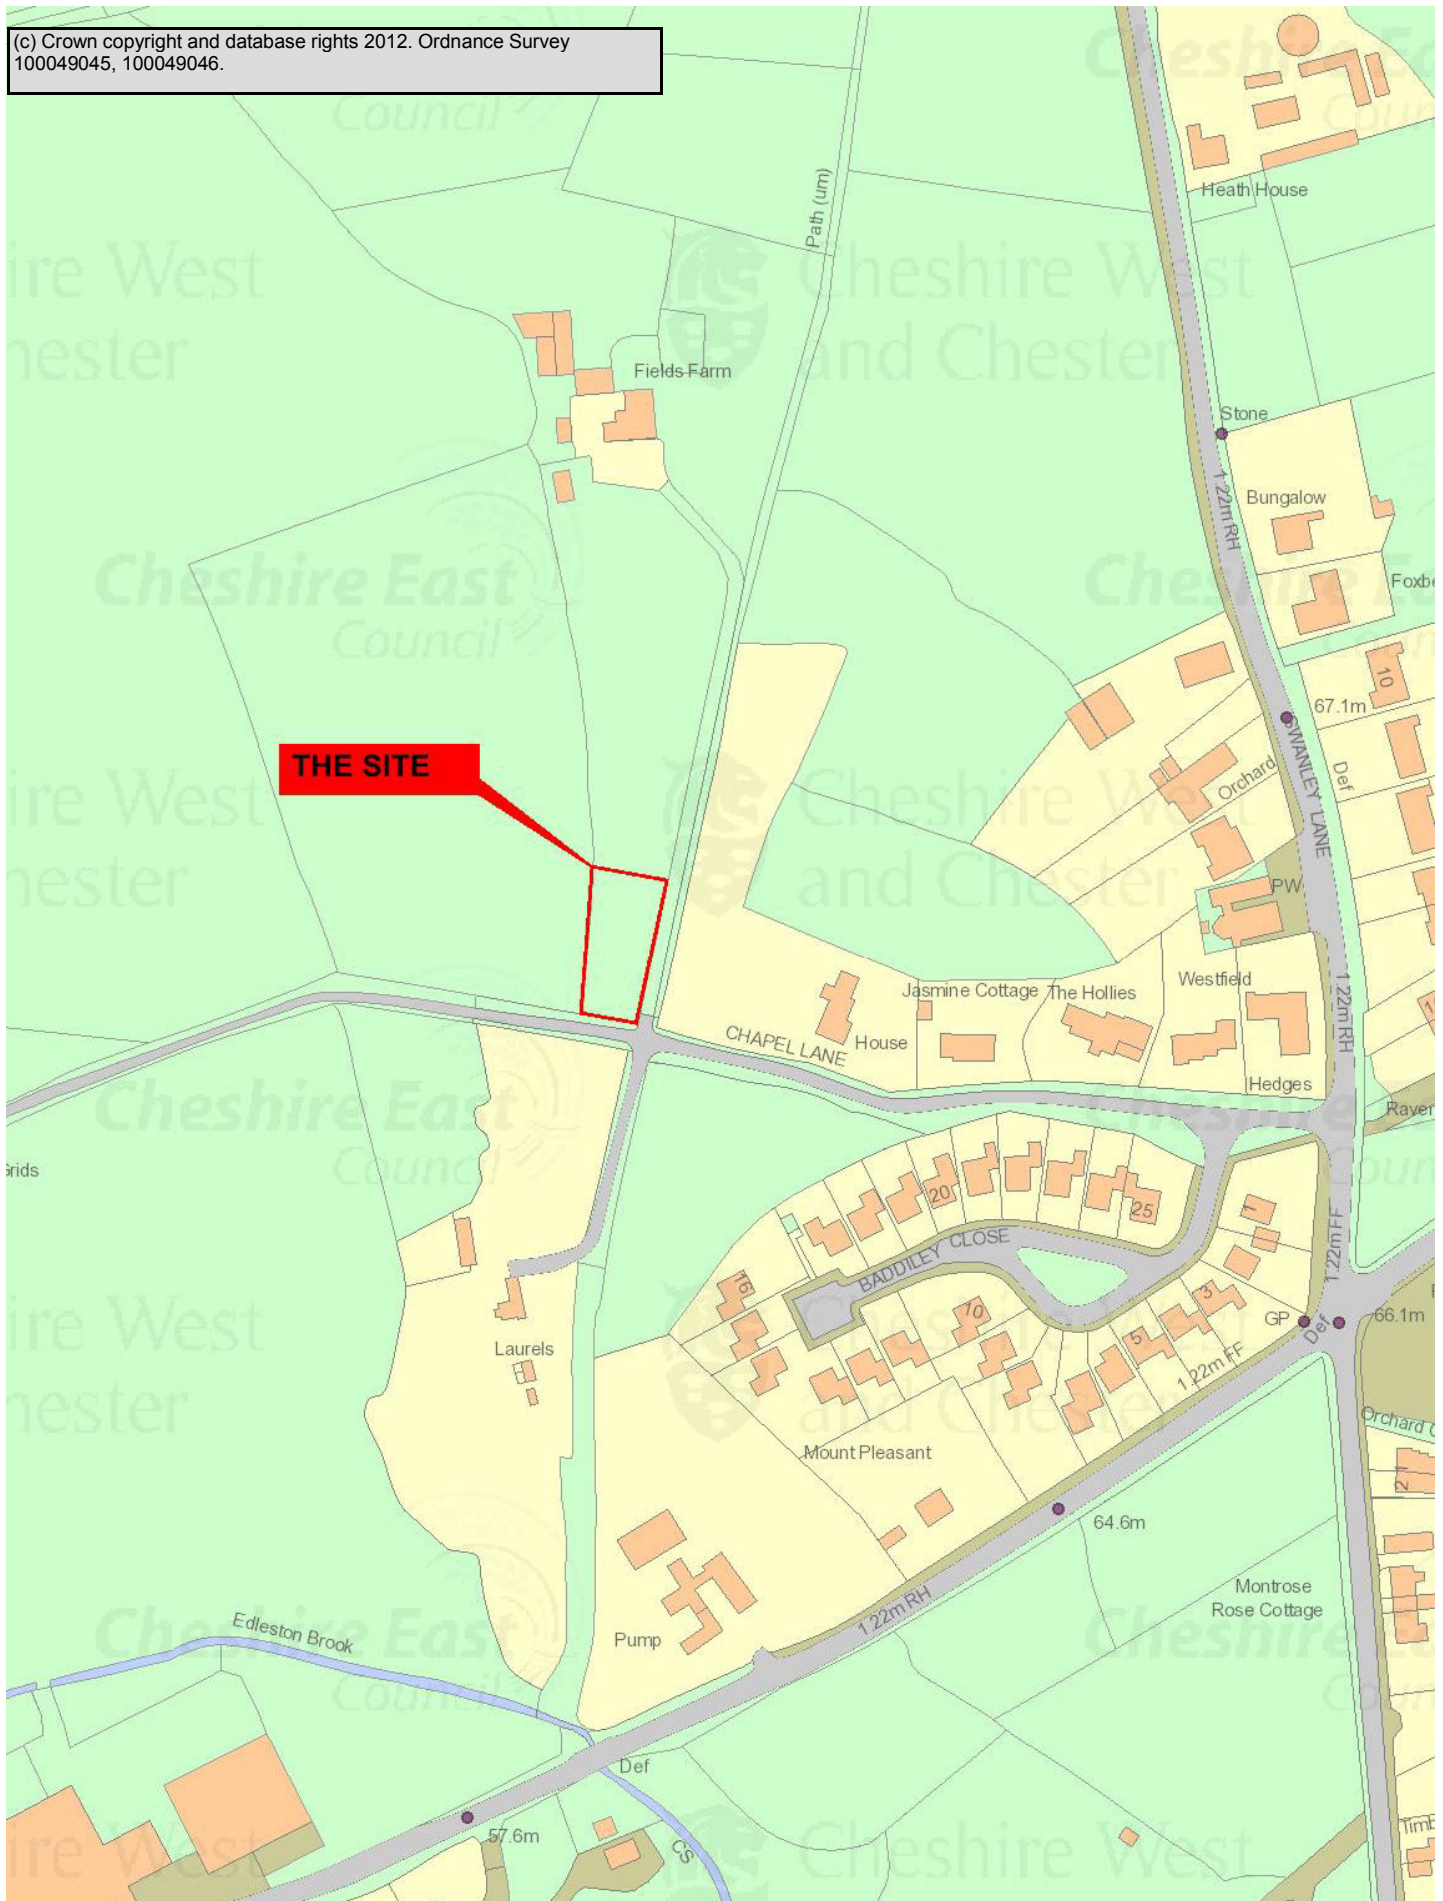 (c) Crown copyright and database rights 2012. Ordnance Survey
100049045, 100049046.
Heath House
Path (um)
Fields Farm
Stone
1.22m RH
Bungalow
10
67.1m
THE SITE
SWANLEY LANE
Def
Orchard
PW
Westfield
Jasmine Cottage
The Hollies
1.22m RH
CHAPEL LANE
House
Hedges
20
25
1
BADDILEY CLOSE
1.22m FF
16
10
3
GP
Def
66.1m
5
Laurels
1.22m FF
Mount Pleasant
21
64.6m
Montrose
Rose Cottage
1.22m RH
Edleston Brook
Pump
Def
57.6m
CS
Cheshire East
Council
Cheshire West
and Chester